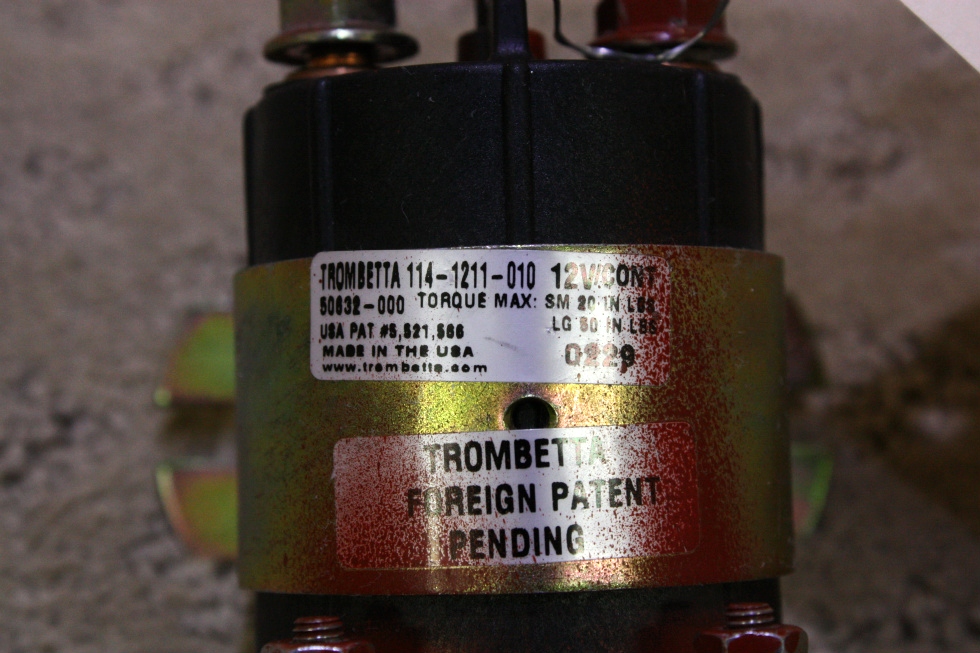 TROMBETTA 114-1211-010 12V/CONT
50632-000 TORQUE MAX: SM 20 IN LBS
LG 50 IN LBS
USA PAT #5,521,566
MADE IN THE USA
www.trombetta.com
TROMBETTA
FOREIGN PATENT
PENDING